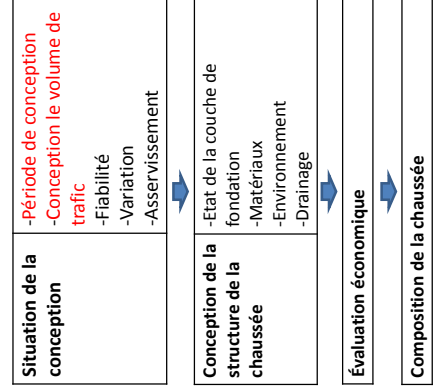 Situation de la
conception
-Période de conception
-Conception le volume de
trafic
-Fiabilité
-Variation
-Asservissement
Conception de la
structure de la
chaussée
-Etat de la couche de
fondation
-Matériaux
-Environnement
-Drainage
Évaluation économique
Composition de la chaussée